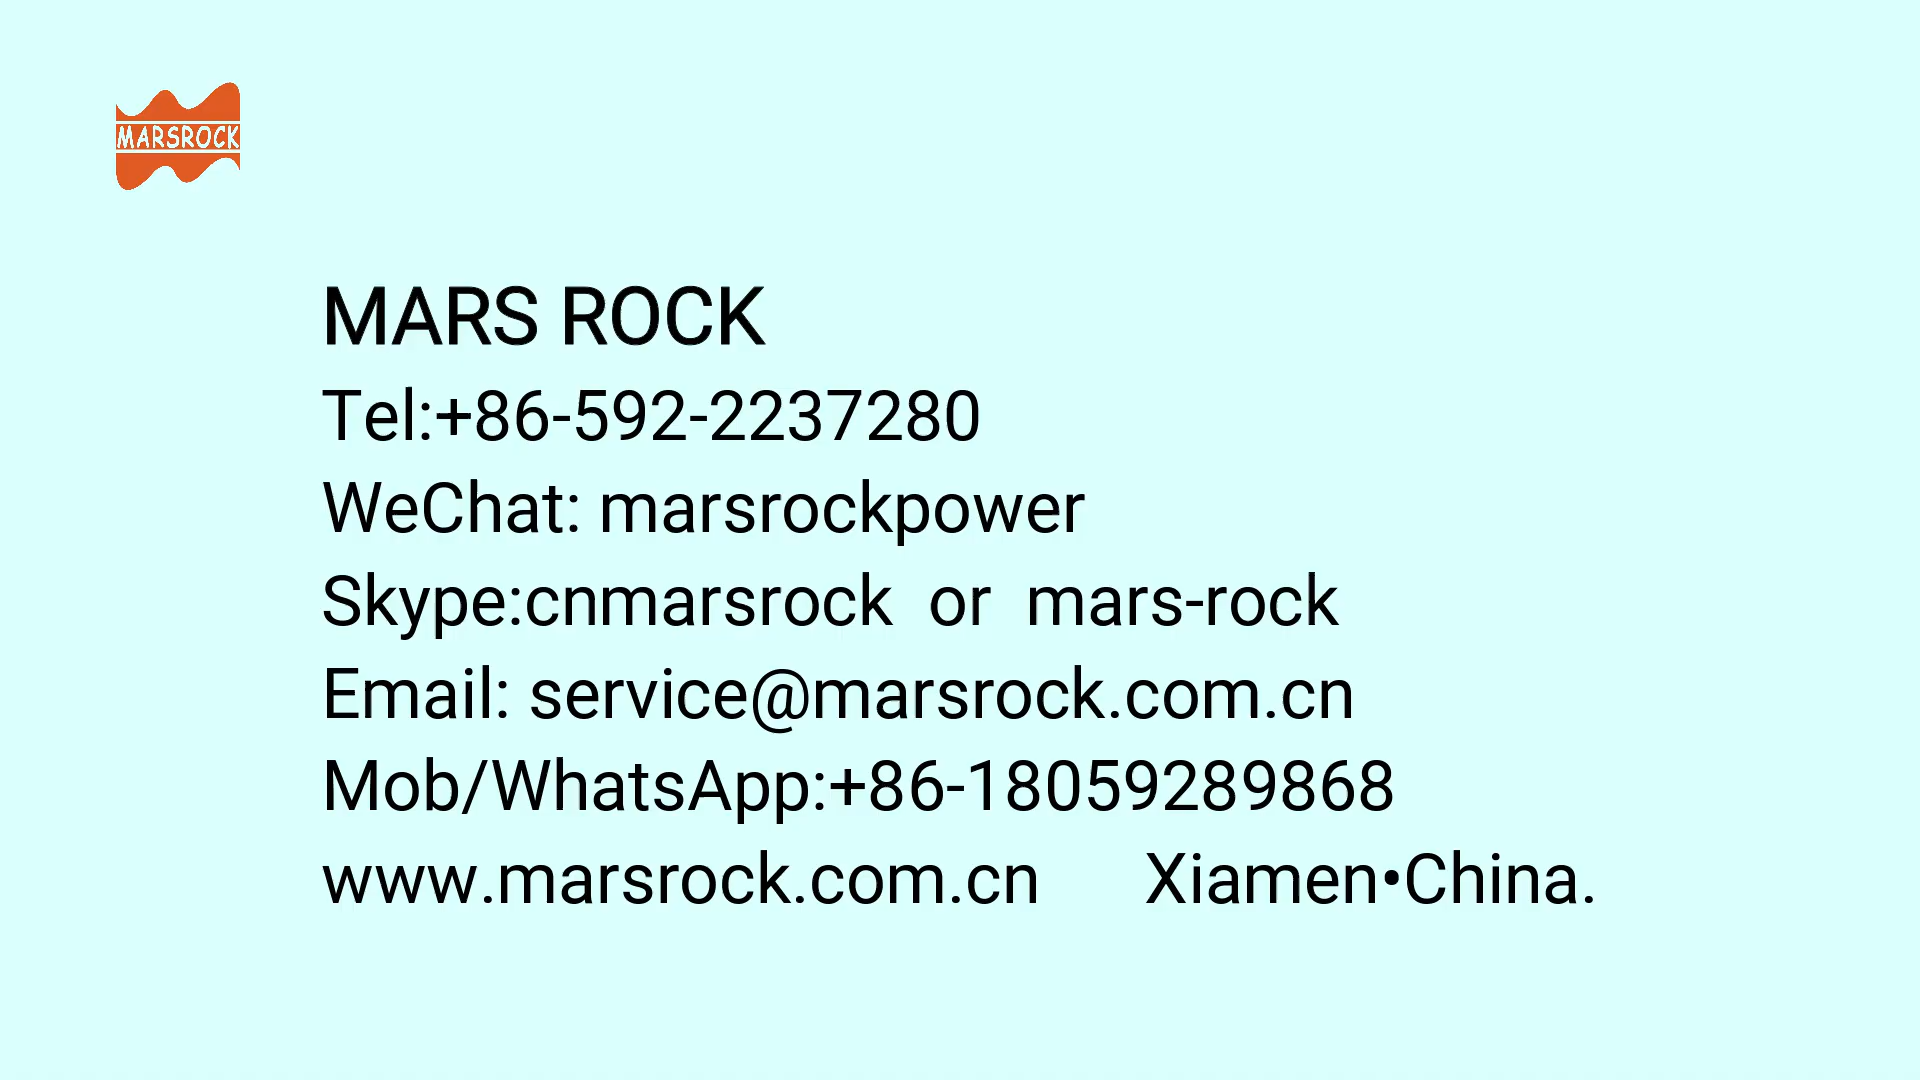 MARSROCK
MARS ROCK
Tel:+86-592-2237280
WeChat: marsrockpower
Skype:cnmarsrock or mars-rock
Email: service@marsrock.com.cn
Mob/WhatsApp:+86-18059289868
www.marsrock.com.cn Xiamen•China.